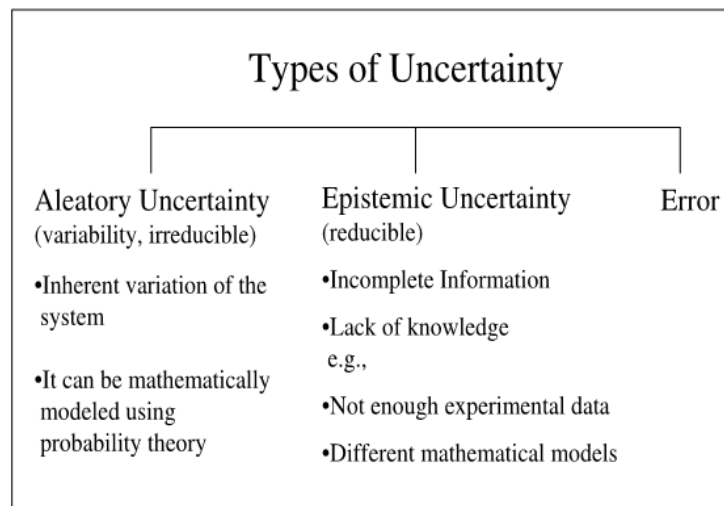 Types of Uncertainty
Aleatory Uncertainty
(variability, irreducible)
•Inherent variation of the
system
•It can be mathematically
modeled using
probability theory
Epistemic Uncertainty
(reducible)
•Incomplete Information
•Lack of knowledge
e.g.,
•Not enough experimental data
•Different mathematical models
Error